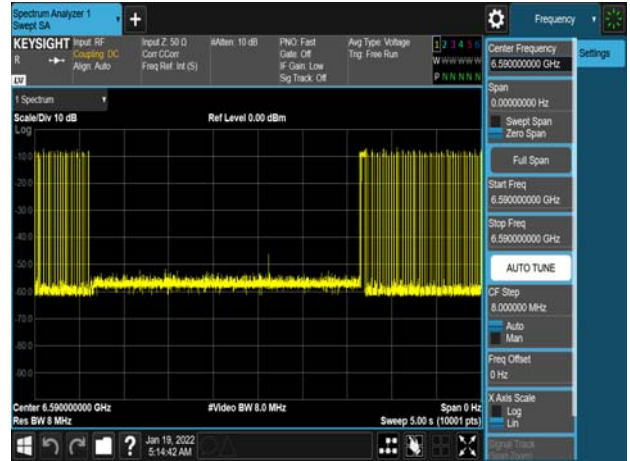 Spectrum Analyzer 1
Swept SA
Frequency
KEYSIGHT
R
LXI
Input: RF
Coupling: DC
Align: Auto
Input Z: 50 Ω
Corr CCorr
Freq Ref: Int (S)
#Atten: 10 dB
PNO: Fast
Gate: Off
IF Gain: Low
Sig Track: Off
Avg Type: Voltage
Trig: Free Run
1 2 3 4 5 6
W W W W W W
P N N N N N
Center Frequency
6.590000000 GHz
Settings
Span
0.00000000 Hz
Swept Span
Zero Span
Full Span
Start Freq
6.590000000 GHz
Stop Freq
6.590000000 GHz
AUTO TUNE
CF Step
8.000000 MHz
Auto
Man
Freq Offset
0 Hz
X Axis Scale
Log
Lin
Signal Track
(Span Zoom)
1 Spectrum
Scale/Div 10 dB
Ref Level 0.00 dBm
Log
-10.0
-20.0
-30.0
-40.0
-50.0
-60.0
-70.0
-80.0
-90.0
Center 6.590000000 GHz
#Video BW 8.0 MHz
Span 0 Hz
Res BW 8 MHz
Sweep 5.00 s (10001 pts)
?
Jan 19, 2022
5:14:42 AM